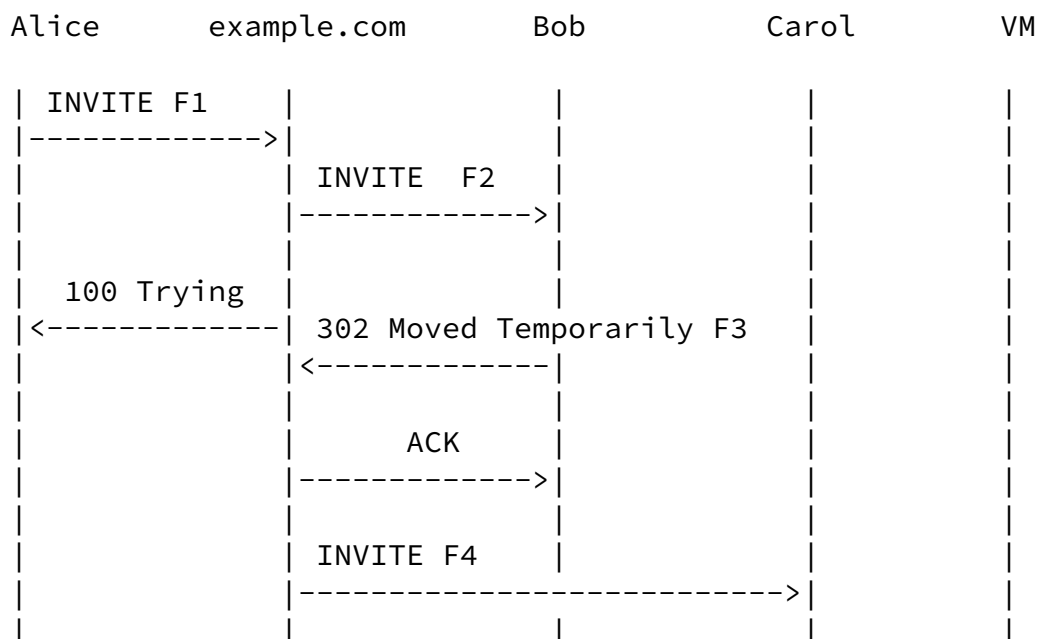 Alice example.com Bob Carol VM
INVITE F1
INVITE F2
100 Trying
302 Moved Temporarily F3
ACK
INVITE F4